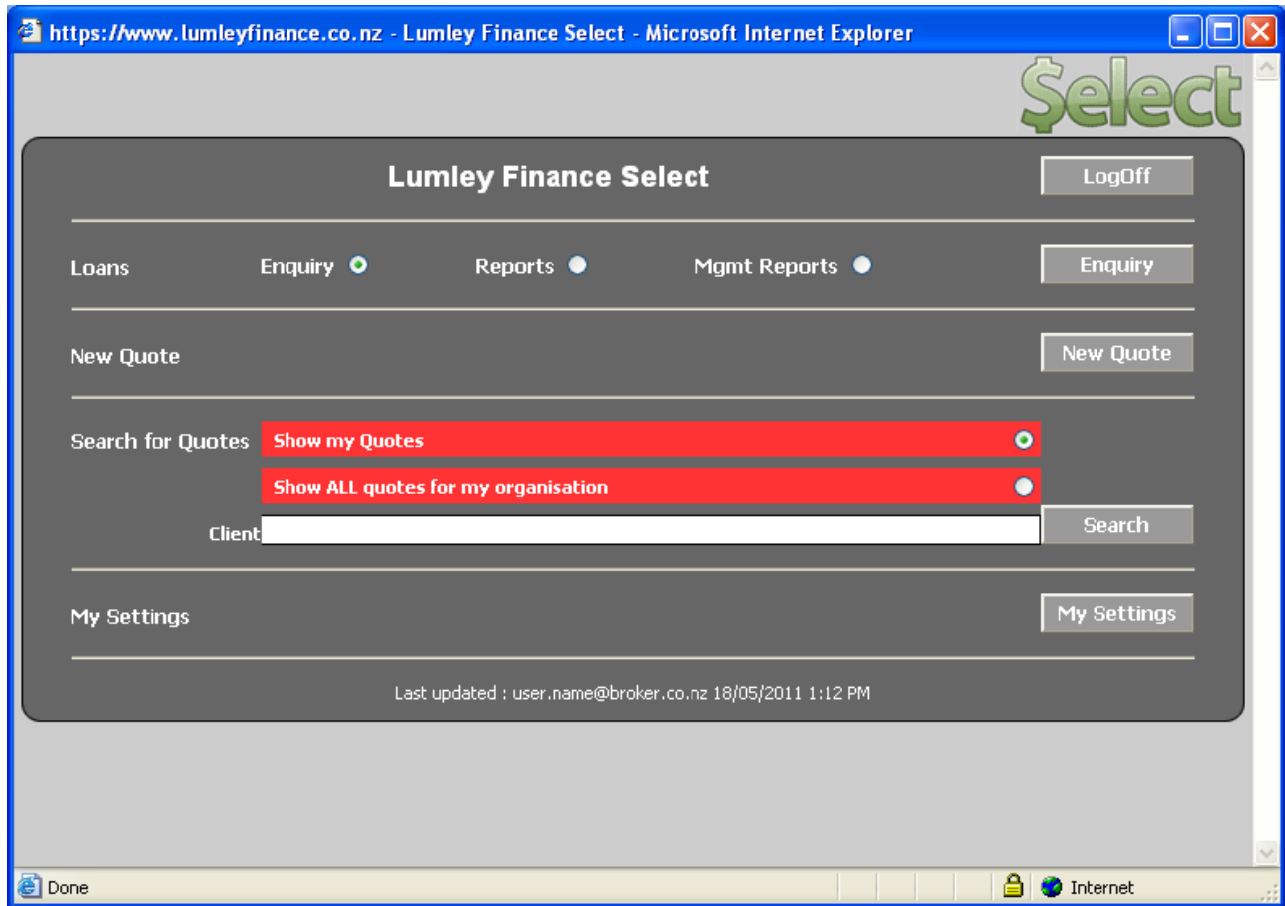 https://www.lumleyfinance.co.nz - Lumley Finance Select - Microsoft Internet Explorer
$elect
Lumley Finance Select LogOff
Loans Enquiry Reports Mgmt Reports Enquiry
New Quote New Quote
Search for Quotes Show my Quotes
Show ALL quotes for my organisation
Client Search
My Settings My Settings
Last updated : user.name@broker.co.nz 18/05/2011 1:12 PM
Done Internet